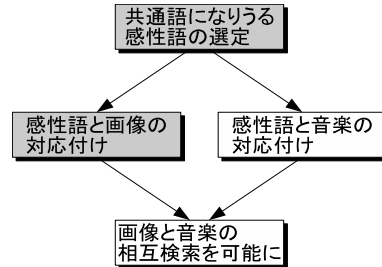 共通語になりうる
感性語の選定
感性語と画像の
対応付け
感性語と音楽の
対応付け
画像と音楽の
相互検索を可能に